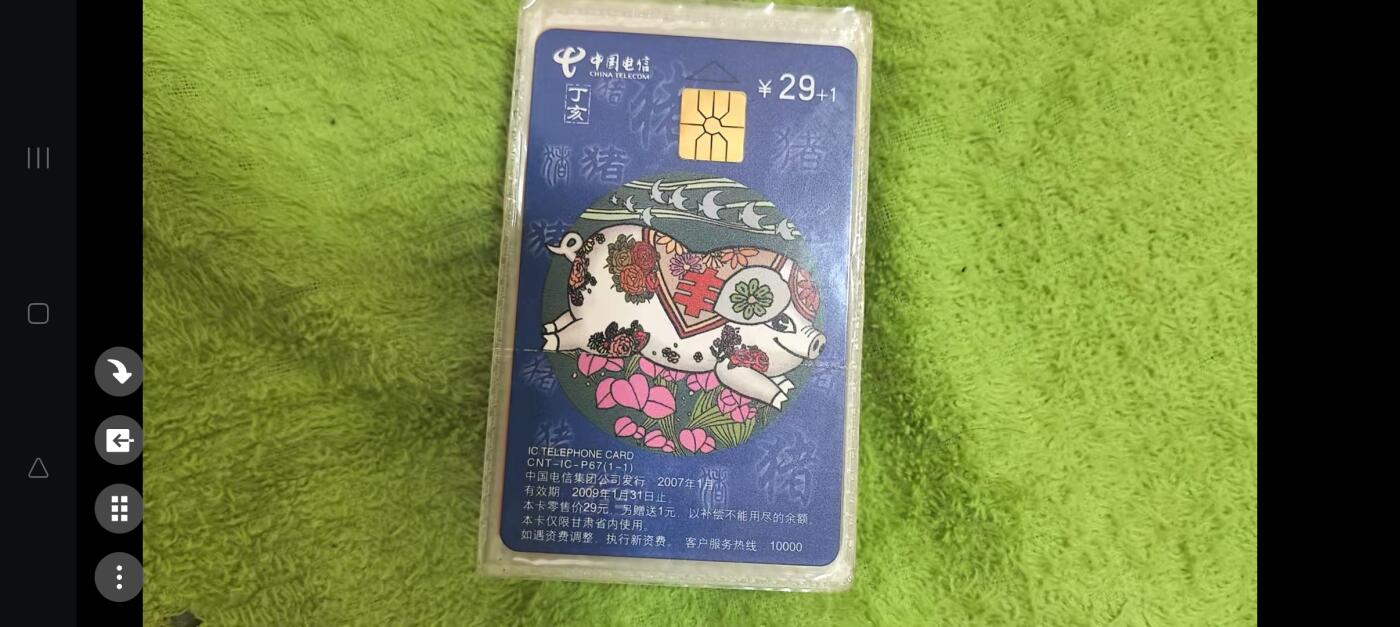 中国电信
CHINA TELECOM
¥29+1
丁亥
猪
猪
猪
猪
丰
IC TELEPHONE CARD
CNT-IC-P67(1-1)
中国电信集团公司发行 2007年1月
有效期 2009年1月31日止。
本卡零售价29元，另赠送1元，以补偿不能用尽的余额。
本卡仅限甘肃省内使用。
如遇资费调整，执行新资费。 客户服务热线：10000